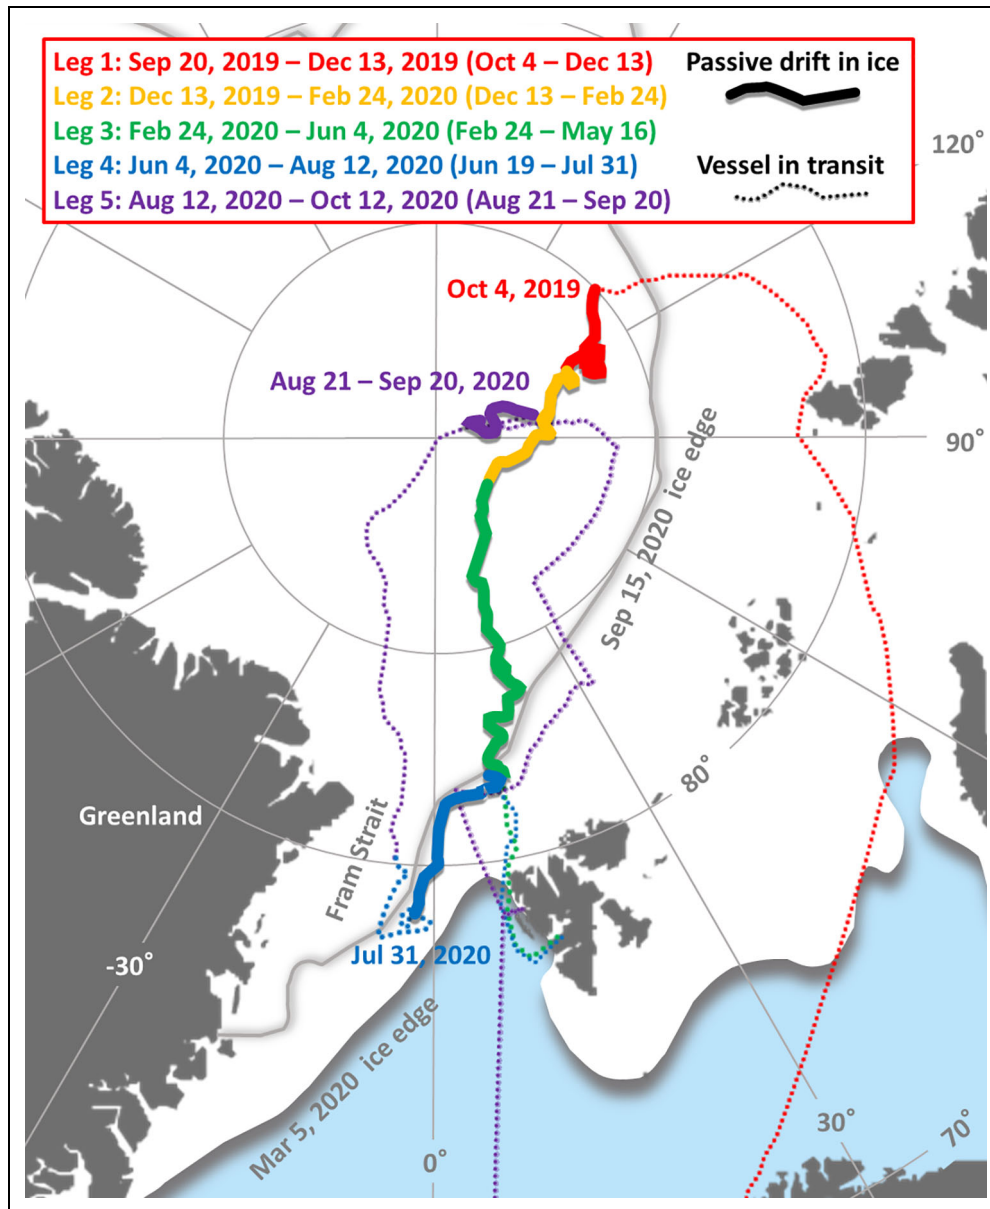 Leg 1: Sep 20, 2019 – Dec 13, 2019 (Oct 4 – Dec 13)
Leg 2: Dec 13, 2019 – Feb 24, 2020 (Dec 13 – Feb 24)
Leg 3: Feb 24, 2020 – Jun 4, 2020 (Feb 24 – May 16)
Leg 4: Jun 4, 2020 – Aug 12, 2020 (Jun 19 – Jul 31)
Leg 5: Aug 12, 2020 – Oct 12, 2020 (Aug 21 – Sep 20)
Passive drift in ice
Vessel in transit
120°
Oct 4, 2019
Aug 21 – Sep 20, 2020
90°
Sep 15, 2020 ice edge
80°
Greenland
Fram Strait
Jul 31, 2020
-30°
Mar 5, 2020 ice edge
0°
30°
70°